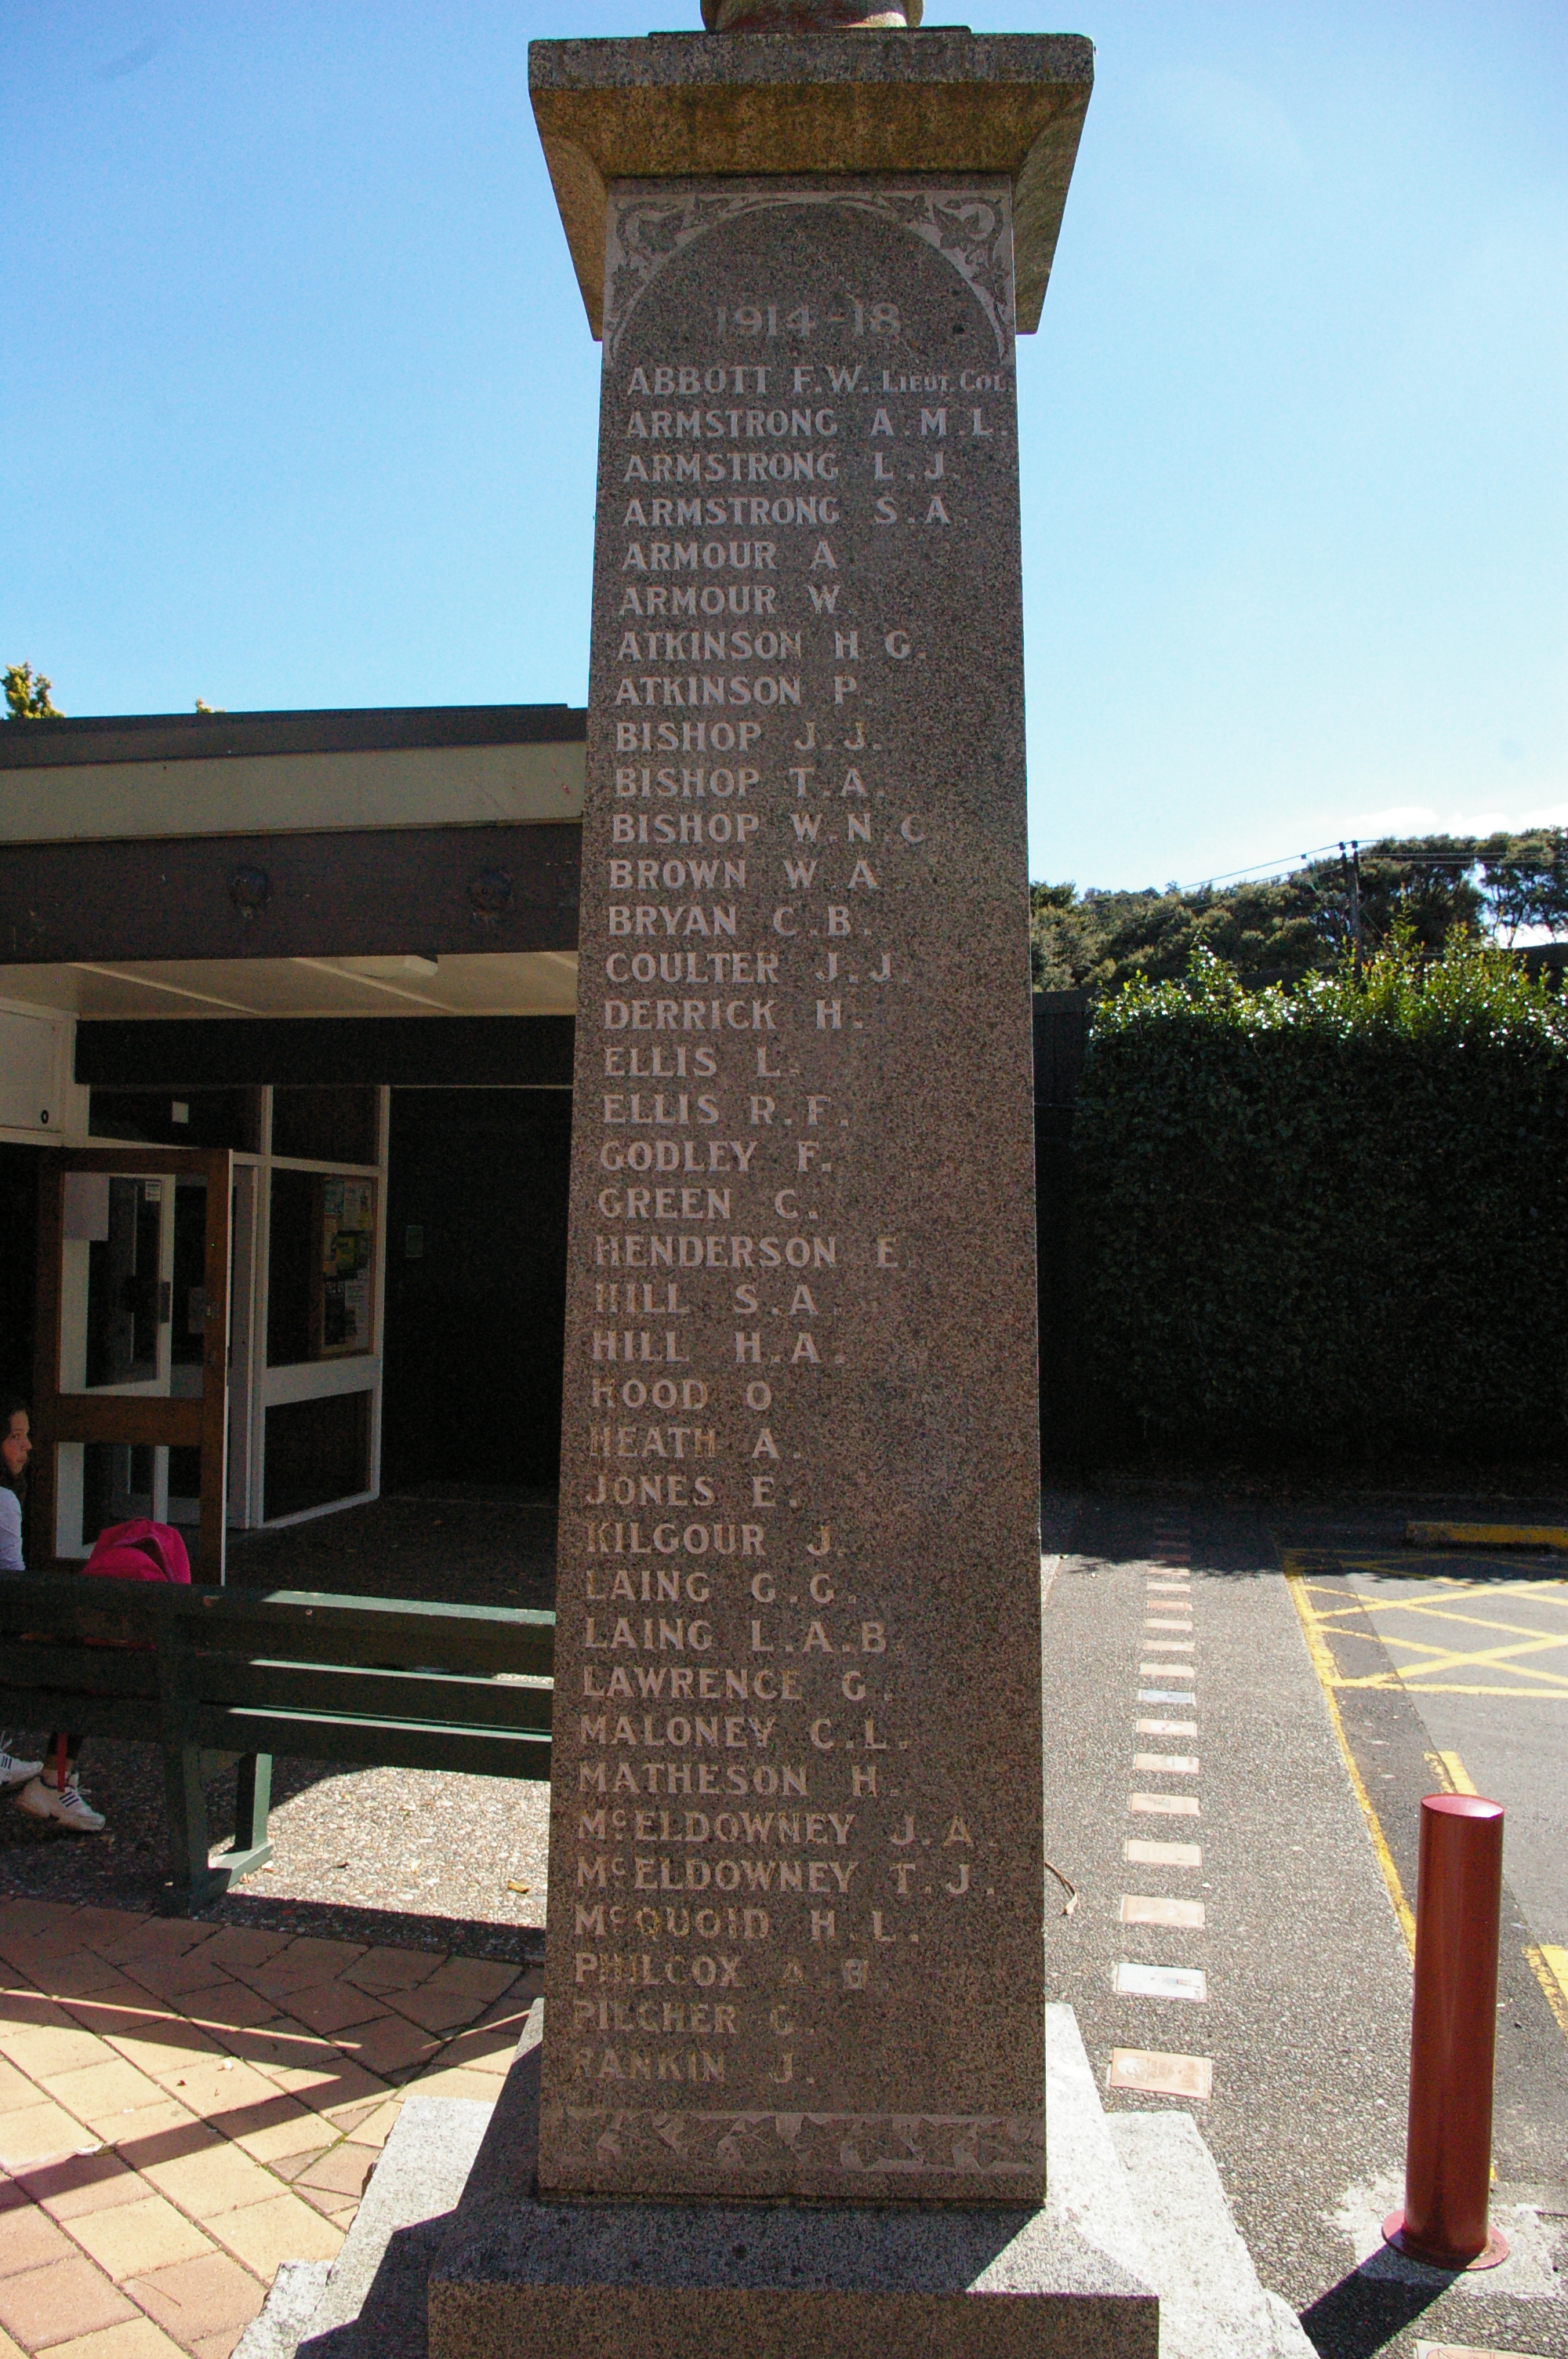 1914-18
ABBOTT F.W. LIEUT COL.
ARMSTRONG A.M.L.
ARMSTRONG L.J.
ARMSTRONG S.A.
ARMOUR A
ARMOUR W.
ATKINSON H G.
ATKINSON P.
BISHOP J.J.
BISHOP T.A.
BISHOP W.N C
BROWN W A
BRYAN C.B.
COULTER J.J.
DERRICK H.
ELLIS L.
ELLIS R.F.
GODLEY F.
GREEN C.
HENDERSON E.
HILL S.A.
HILL H.A.
HOOD O
HEATH A.
JONES E.
KILGOUR J.
LAING G.G.
LAING L.A.B
LAWRENCE G.
MALONEY C.L.
MATHESON H.
McELDOWNEY J.A.
McELDOWNEY T.J.
McQUOID H.L.
PHILCOX A
PILCHER G.
RANKIN J.